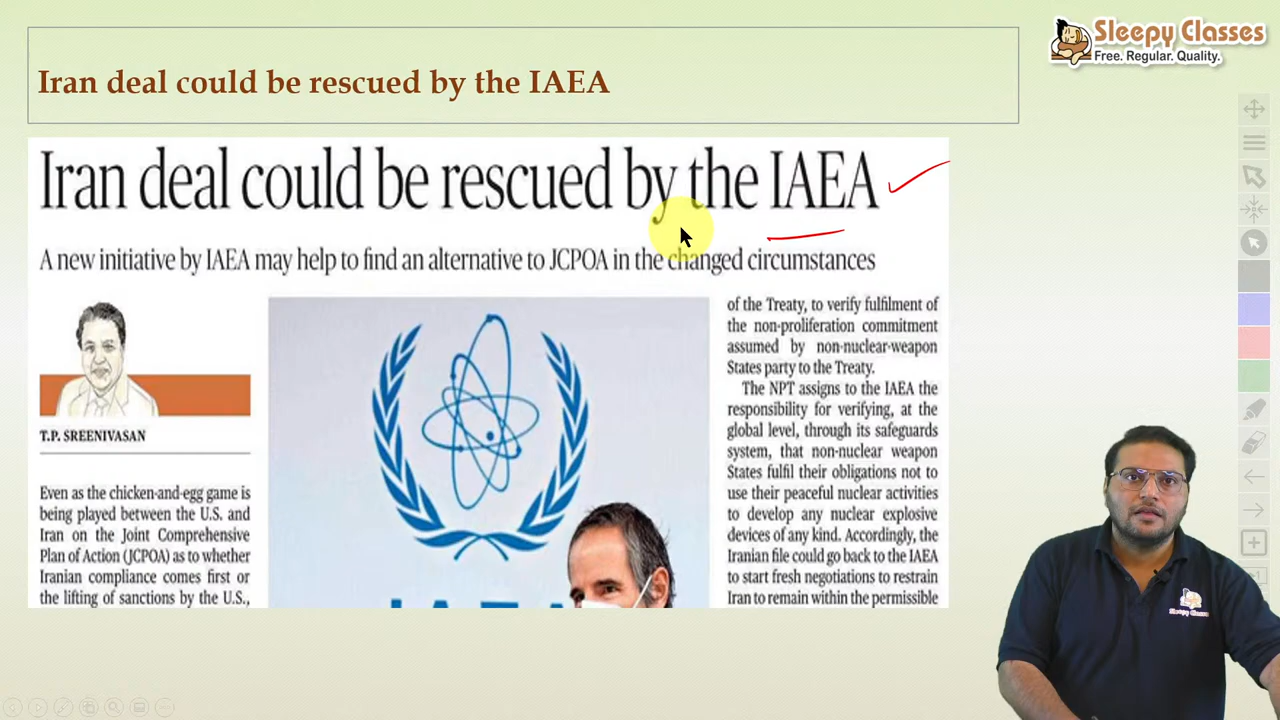 Sleepy Classes
Free. Regular. Quality.
Iran deal could be rescued by the IAEA
Iran deal could be rescued by the IAEA
A new initiative by IAEA may help to find an alternative to JCPOA in the changed circumstances
T.P. SREENIVASAN
Even as the chicken-and-egg game is
being played between the U.S. and
Iran on the Joint Comprehensive
Plan of Action (JCPOA) as to whether
Iranian compliance comes first or
the lifting of sanctions by the U.S.,
of the Treaty, to verify fulfilment of
the non-proliferation commitment
assumed by non-nuclear-weapon
States party to the Treaty.
The NPT assigns to the IAEA the
responsibility for verifying, at the
global level, through its safeguards
system, that non-nuclear weapon
States fulfil their obligations not to
use their peaceful nuclear activities
to develop any nuclear explosive
devices of any kind. Accordingly, the
Iranian file could go back to the IAEA
to start fresh negotiations to restrain
Iran to remain within the permissible
Sleepy Classes